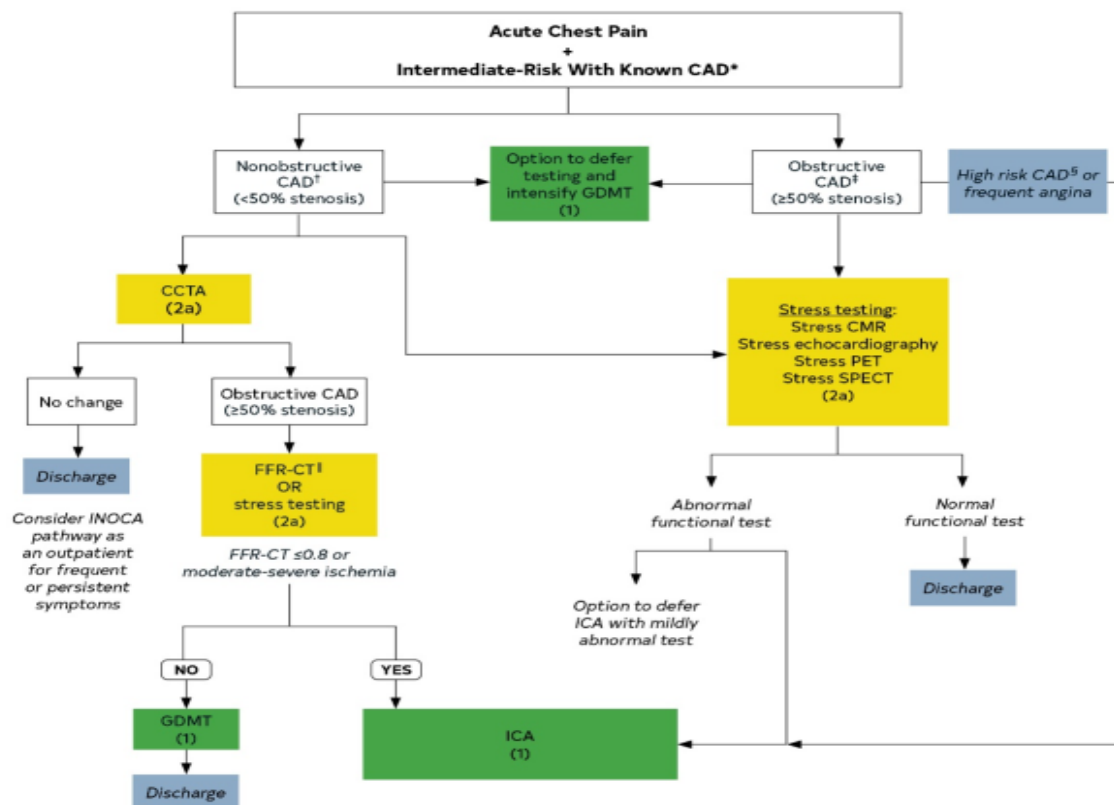 Acute Chest Pain
+
Intermediate-Risk With Known CAD*
Nonobstructive
CAD†
(<50% stenosis)
Option to defer
testing and
intensify GDMT
(1)
Obstructive
CAD‡
(≥50% stenosis)
High risk CAD§ or
frequent angina
CCTA
(2a)
Stress testing:
Stress CMR
Stress echocardiography
Stress PET
Stress SPECT
(2a)
No change
Obstructive CAD
(≥50% stenosis)
Discharge
Consider INOCA
pathway as
an outpatient
for frequent
or persistent
symptoms
FFR-CT‖
OR
stress testing
(2a)
FFR-CT ≤0.8 or
moderate-severe ischemia
Abnormal
functional test
Normal
functional test
Option to defer
ICA with mildly
abnormal test
Discharge
NO
YES
GDMT
(1)
ICA
(1)
Discharge